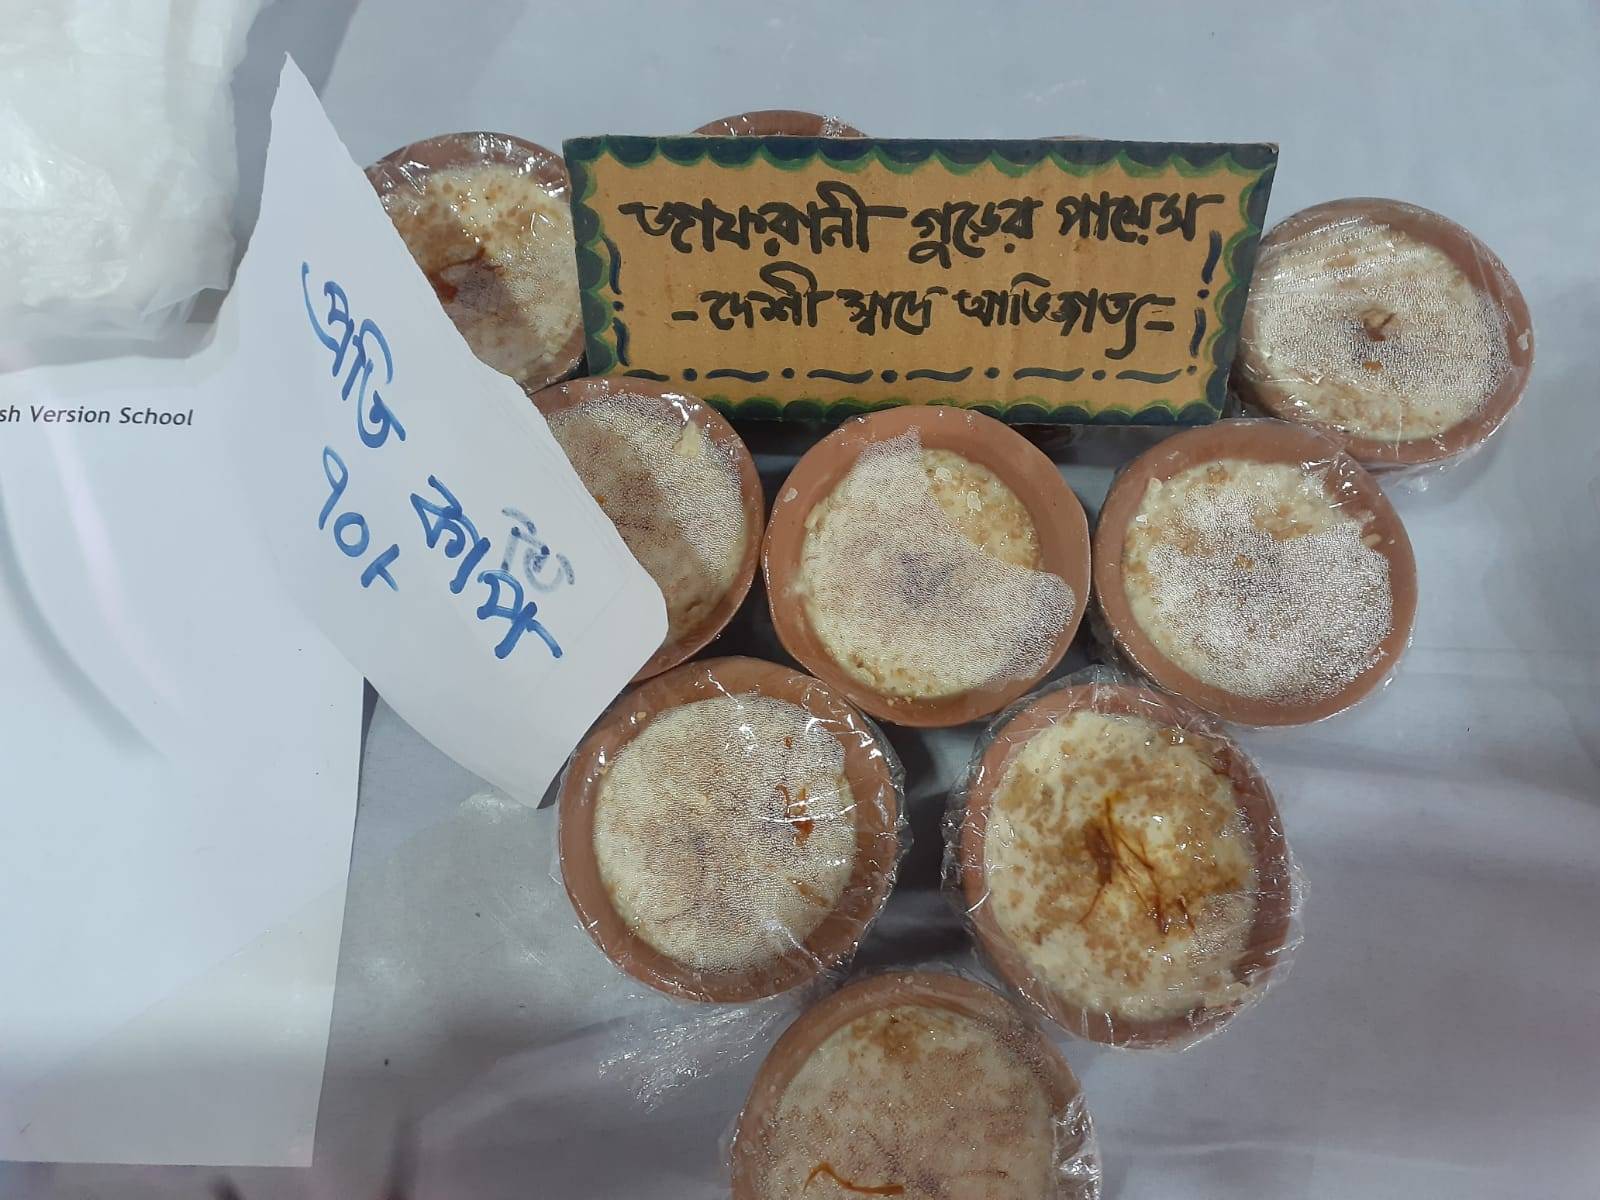 জাফরানী গুড়ের পায়েস
-দেশী স্বাদে আভিজাত্য-
প্রতি কাপ
৭০৲
sh Version School